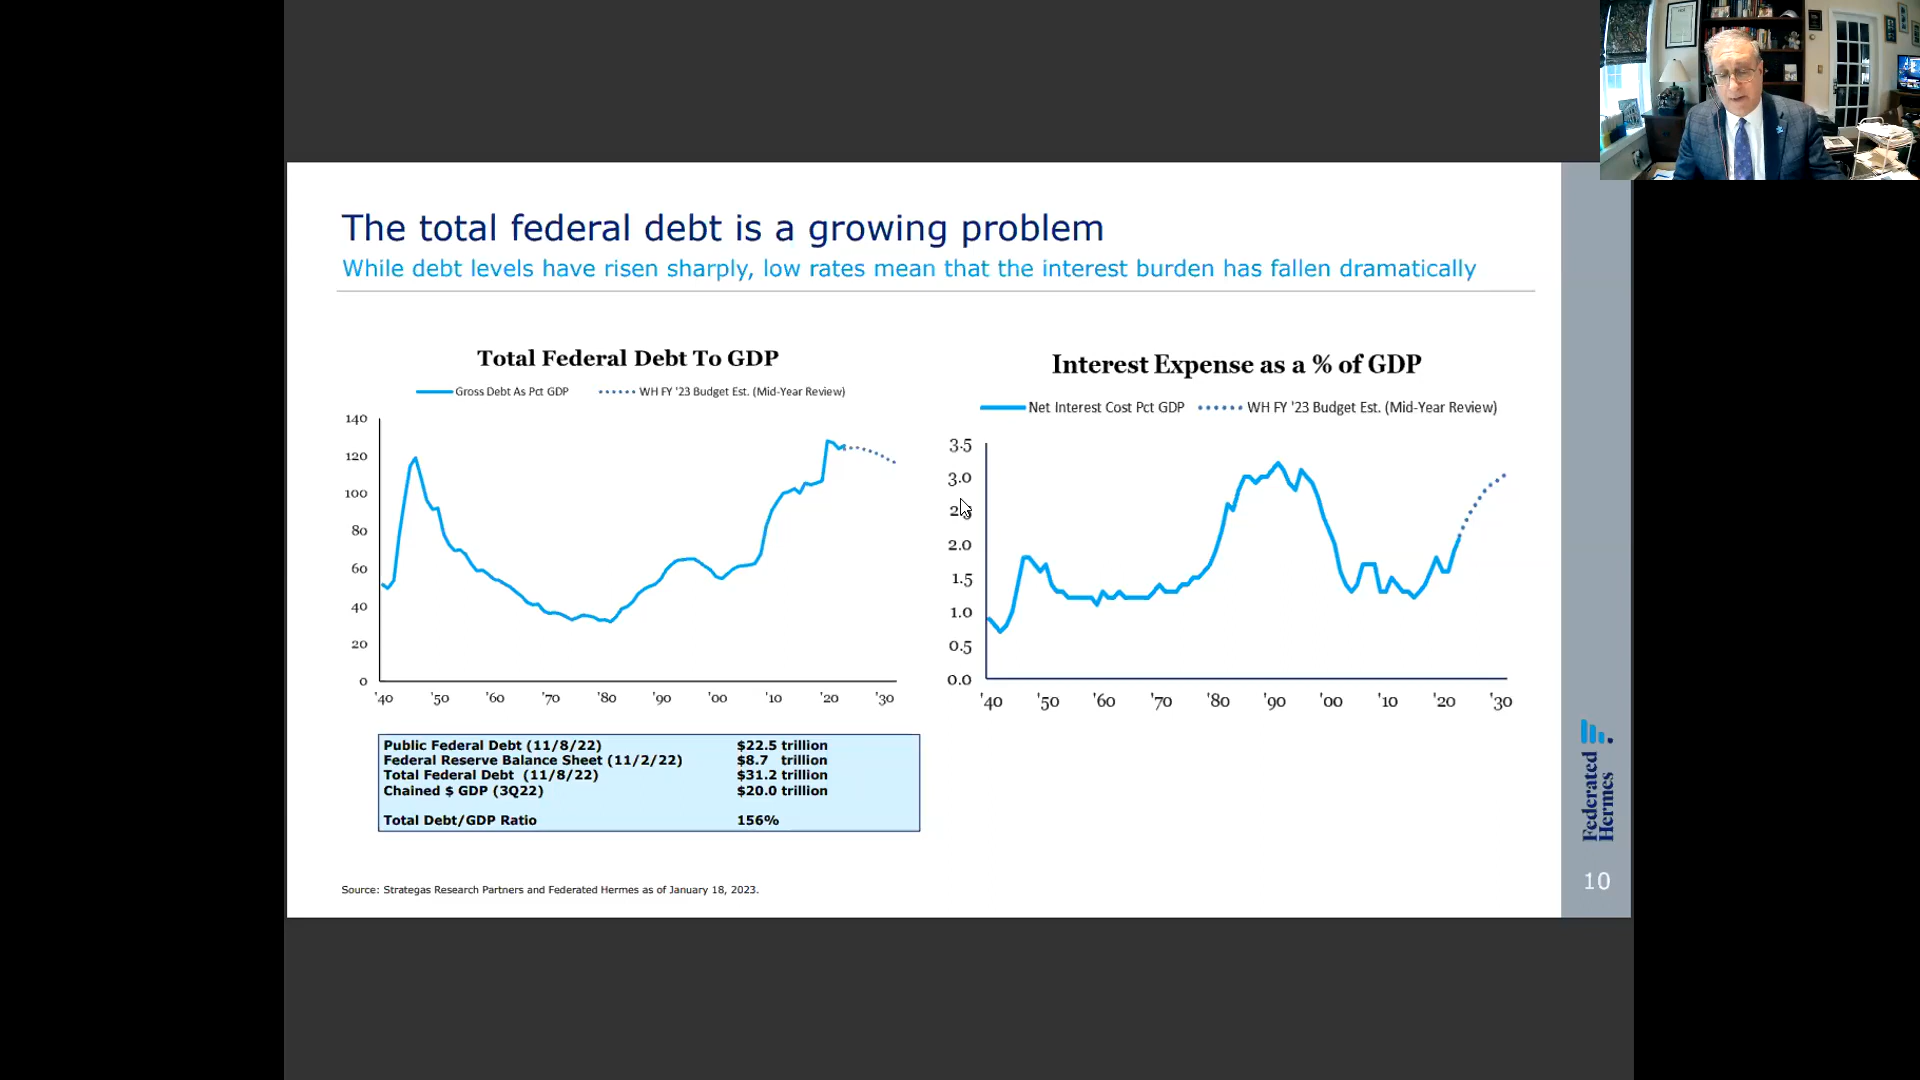 The total federal debt is a growing problem
While debt levels have risen sharply, low rates mean that the interest burden has fallen dramatically
Total Federal Debt To GDP
Gross Debt As Pct GDP
WH FY '23 Budget Est. (Mid-Year Review)
140
120
100
80
60
40
20
0
'40 '50 '60 '70 '80 '90 '00 '10 '20 '30
Interest Expense as a % of GDP
Net Interest Cost Pct GDP
WH FY '23 Budget Est. (Mid-Year Review)
3.5
3.0
2.0
1.5
1.0
0.5
0.0
'40 '50 '60 '70 '80 '90 '00 '10 '20 '30
Public Federal Debt (11/8/22) $22.5 trillion
Federal Reserve Balance Sheet (11/2/22) $8.7 trillion
Total Federal Debt (11/8/22) $31.2 trillion
Chained $ GDP (3Q22) $20.0 trillion
Total Debt/GDP Ratio 156%
Source: Strategas Research Partners and Federated Hermes as of January 18, 2023.
Federated
Hermes
10